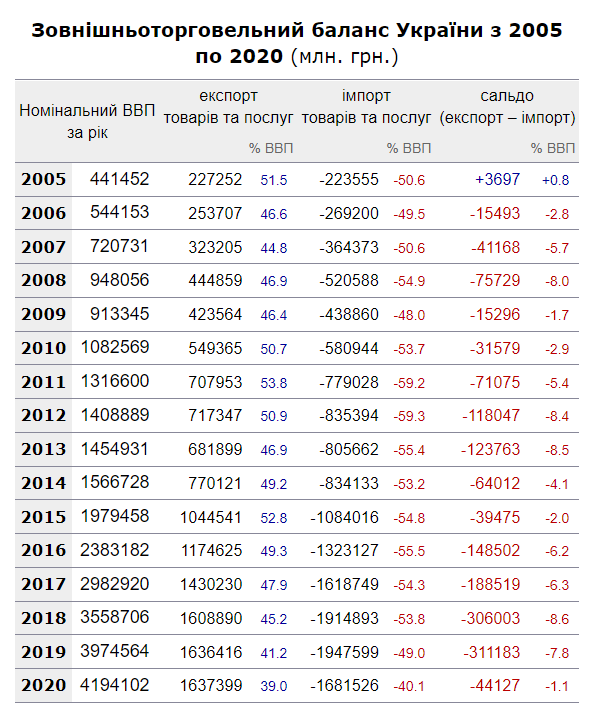 Зовнішньоторговельний баланс України з 2005
по 2020 (млн. грн.)
Номінальний ВВП за рік експорт товарів та послуг % ВВП імпорт товарів та послуг % ВВП сальдо (експорт – імпорт) % ВВП
2005 441452 227252 51.5 -223555 -50.6 +3697 +0.8
2006 544153 253707 46.6 -269200 -49.5 -15493 -2.8
2007 720731 323205 44.8 -364373 -50.6 -41168 -5.7
2008 948056 444859 46.9 -520588 -54.9 -75729 -8.0
2009 913345 423564 46.4 -438860 -48.0 -15296 -1.7
2010 1082569 549365 50.7 -580944 -53.7 -31579 -2.9
2011 1316600 707953 53.8 -779028 -59.2 -71075 -5.4
2012 1408889 717347 50.9 -835394 -59.3 -118047 -8.4
2013 1454931 681899 46.9 -805662 -55.4 -123763 -8.5
2014 1566728 770121 49.2 -834133 -53.2 -64012 -4.1
2015 1979458 1044541 52.8 -1084016 -54.8 -39475 -2.0
2016 2383182 1174625 49.3 -1323127 -55.5 -148502 -6.2
2017 2982920 1430230 47.9 -1618749 -54.3 -188519 -6.3
2018 3558706 1608890 45.2 -1914893 -53.8 -306003 -8.6
2019 3974564 1636416 41.2 -1947599 -49.0 -311183 -7.8
2020 4194102 1637399 39.0 -1681526 -40.1 -44127 -1.1